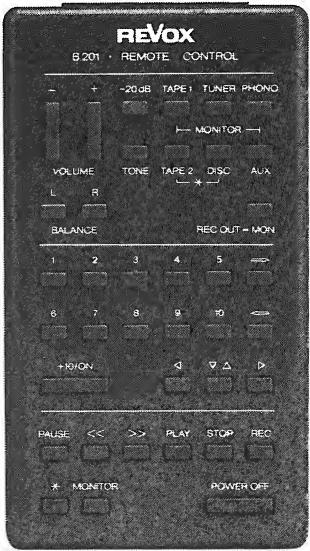 REVOX
B 201 · REMOTE CONTROL
− + −20 dB TAPE 1 TUNER PHONO
MONITOR
VOLUME TONE TAPE 2 DISC AUX
*
L R
BALANCE REC OUT = MON
1 2 3 4 5
6 7 8 9 10
+10/ON ◁ ▽ △ ▷
PAUSE << >> PLAY STOP REC
* MONITOR POWER OFF